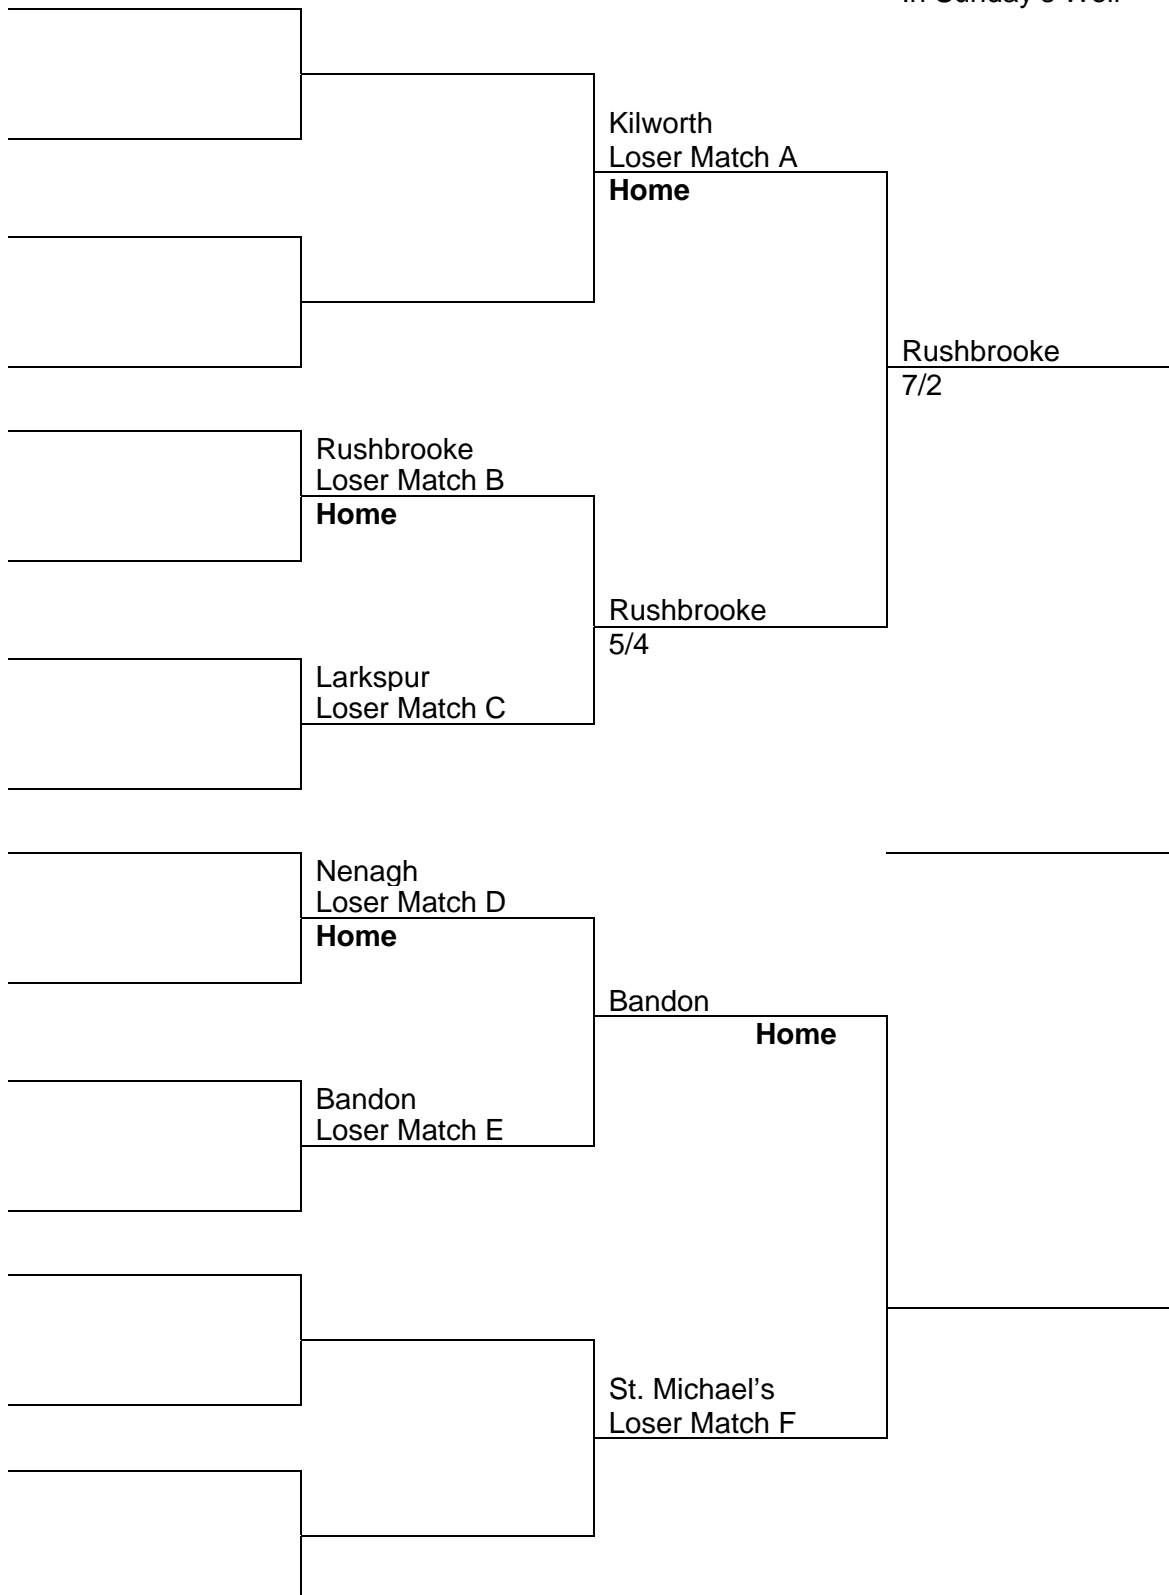 Kilworth
Loser Match A
Home
Rushbrooke
7/2
Rushbrooke
Loser Match B
Home
Rushbrooke
5/4
Larkspur
Loser Match C
Nenagh
Loser Match D
Home
Bandon
Home
Bandon
Loser Match E
St. Michael's
Loser Match F